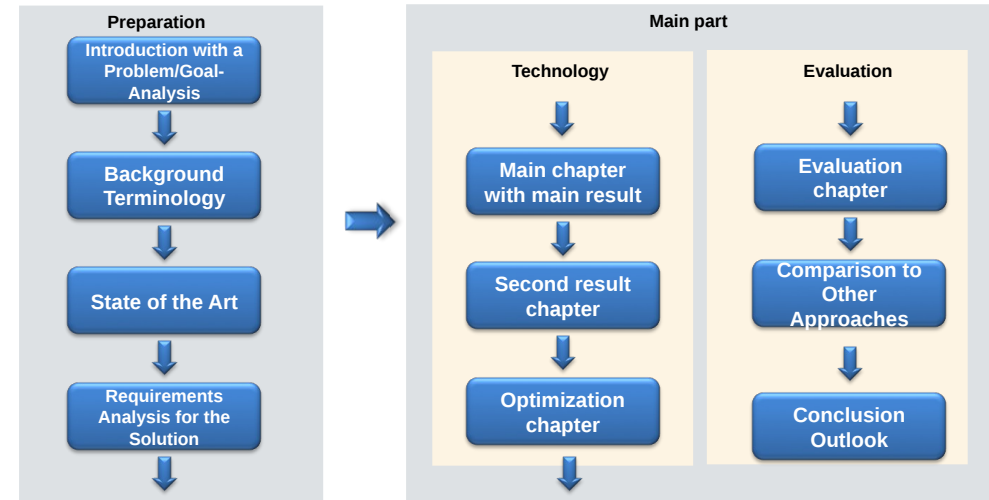 Preparation
Introduction with a
Problem/Goal-
Analysis
Background
Terminology
State of the Art
Requirements
Analysis for the
Solution
Main part
Technology
Main chapter
with main result
Second result
chapter
Optimization
chapter
Evaluation
Evaluation
chapter
Comparison to
Other
Approaches
Conclusion
Outlook